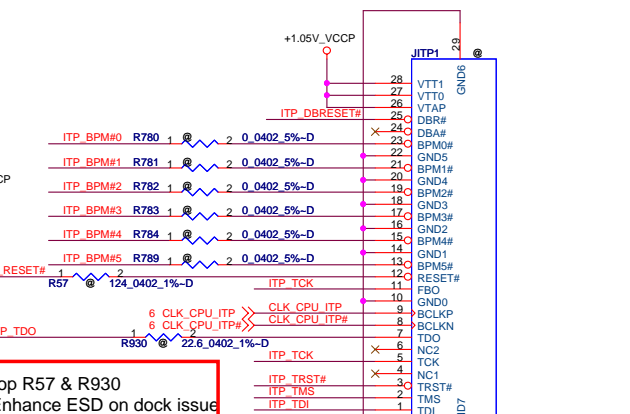 +1.05V_VCCP
JITP1 @
29
GND6
28 VTT1
27 VTT0
26 VTAP
ITP_DBRESET# 25 DBR#
24 DBA#
ITP_BPM#0 R780 1 @ 2 0_0402_5%~D 23 BPM0#
22 GND5
ITP_BPM#1 R781 1 @ 2 0_0402_5%~D 21 BPM1#
CP
20 GND4
ITP_BPM#2 R782 1 @ 2 0_0402_5%~D 19 BPM2#
18 GND3
ITP_BPM#3 R783 1 @ 2 0_0402_5%~D 17 BPM3#
16 GND2
ITP_BPM#4 R784 1 @ 2 0_0402_5%~D 15 BPM4#
14 GND1
ITP_BPM#5 R789 1 @ 2 0_0402_5%~D 13 BPM5#
RESET# 1 2 12 RESET#
R57 @ 124_0402_1%~D
ITP_TCK 11 FBO
10 GND0
6 CLK_CPU_ITP CLK_CPU_ITP 9 BCLKP
6 CLK_CPU_ITP# CLK_CPU_ITP# 8 BCLKN
P_TDO 1 2 7 TDO
R930 @ 22.6_0402_1%~D
6 NC2
ITP_TCK 5 TCK
4 NC1
ITP_TRST# 3 TRST#
ITP_TMS 2 TMS
ITP_TDI 1 TDI
ND7
op R57 & R930
Enhance ESD on dock issue